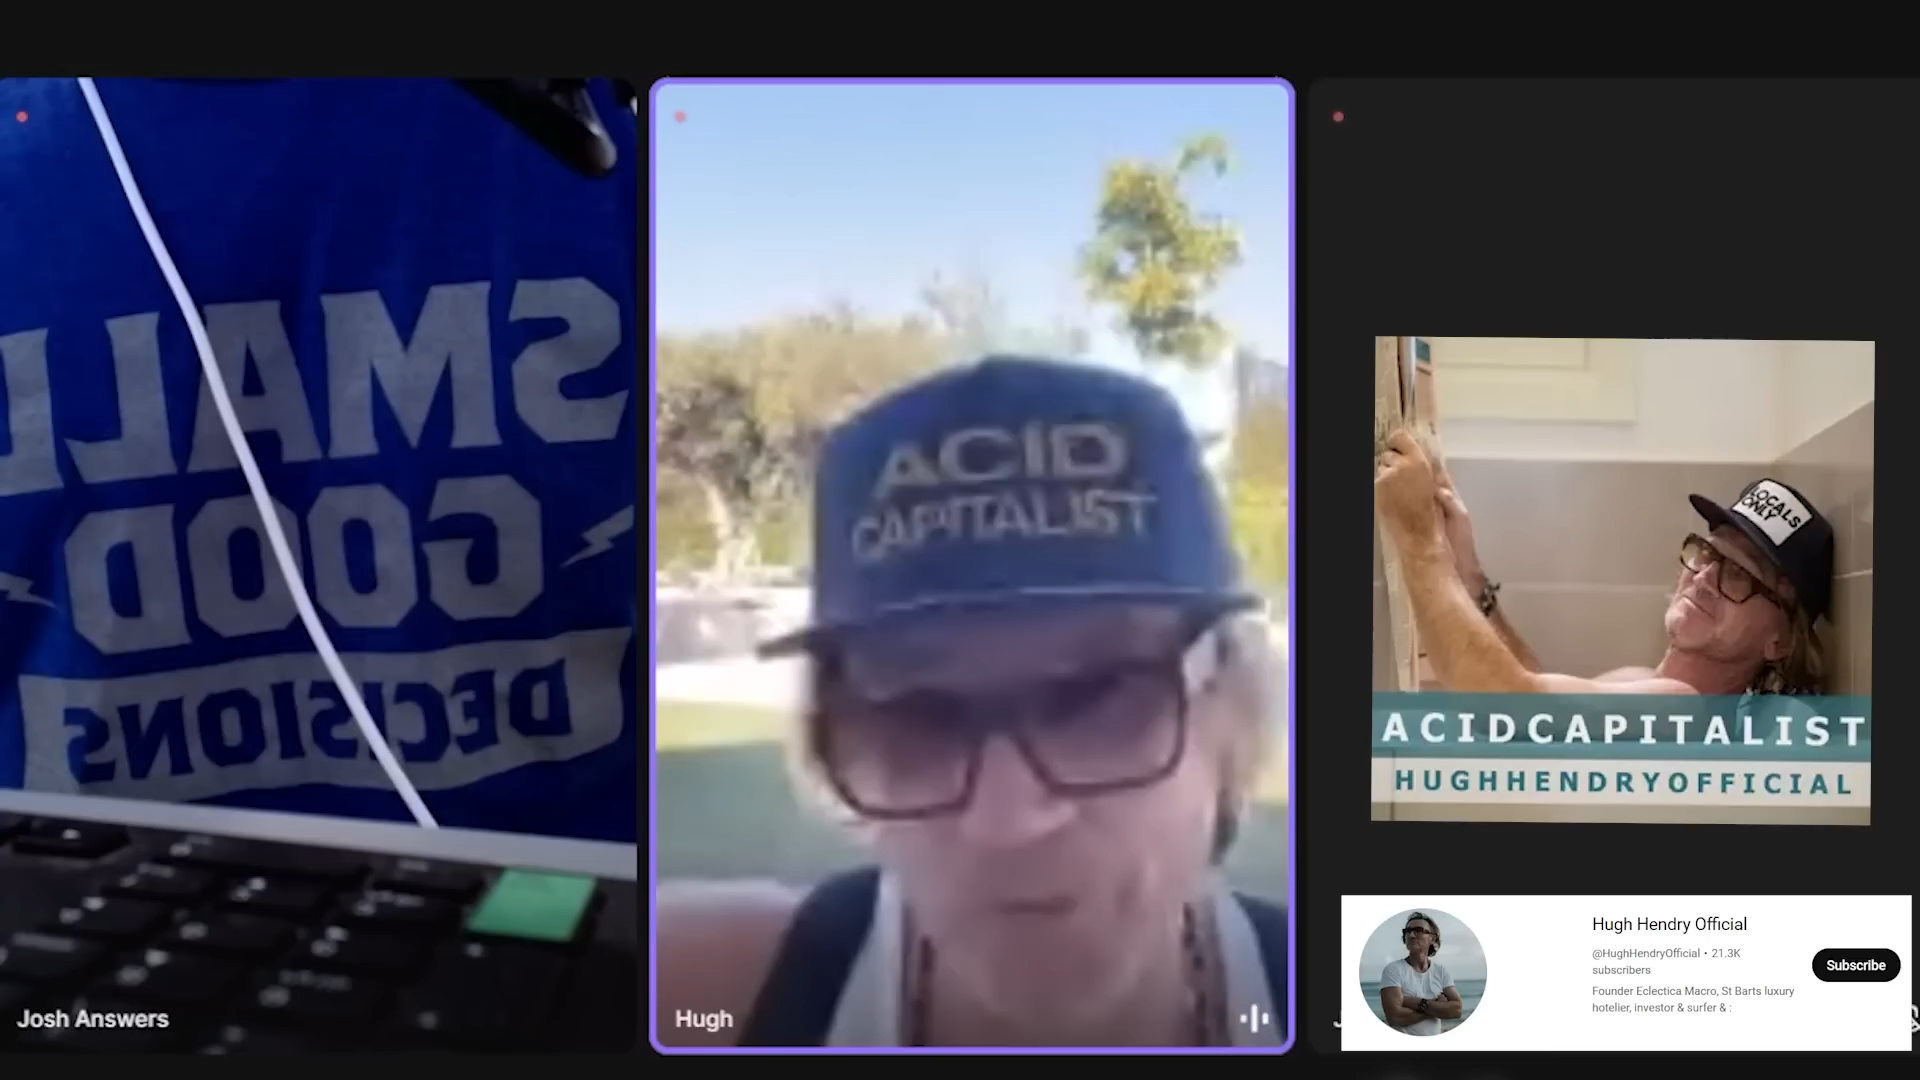 SMALL
GOOD
DECISIONS
Josh Answers
ACID
CAPITALIST
Hugh
LOCALS
ONLY
ACIDCAPITALIST
HUGHHENDRYOFFICIAL
Hugh Hendry Official
@HughHendryOfficial • 21.3K
subscribers
Subscribe
Founder Eclectica Macro, St Barts luxury
hotelier, investor & surfer & :